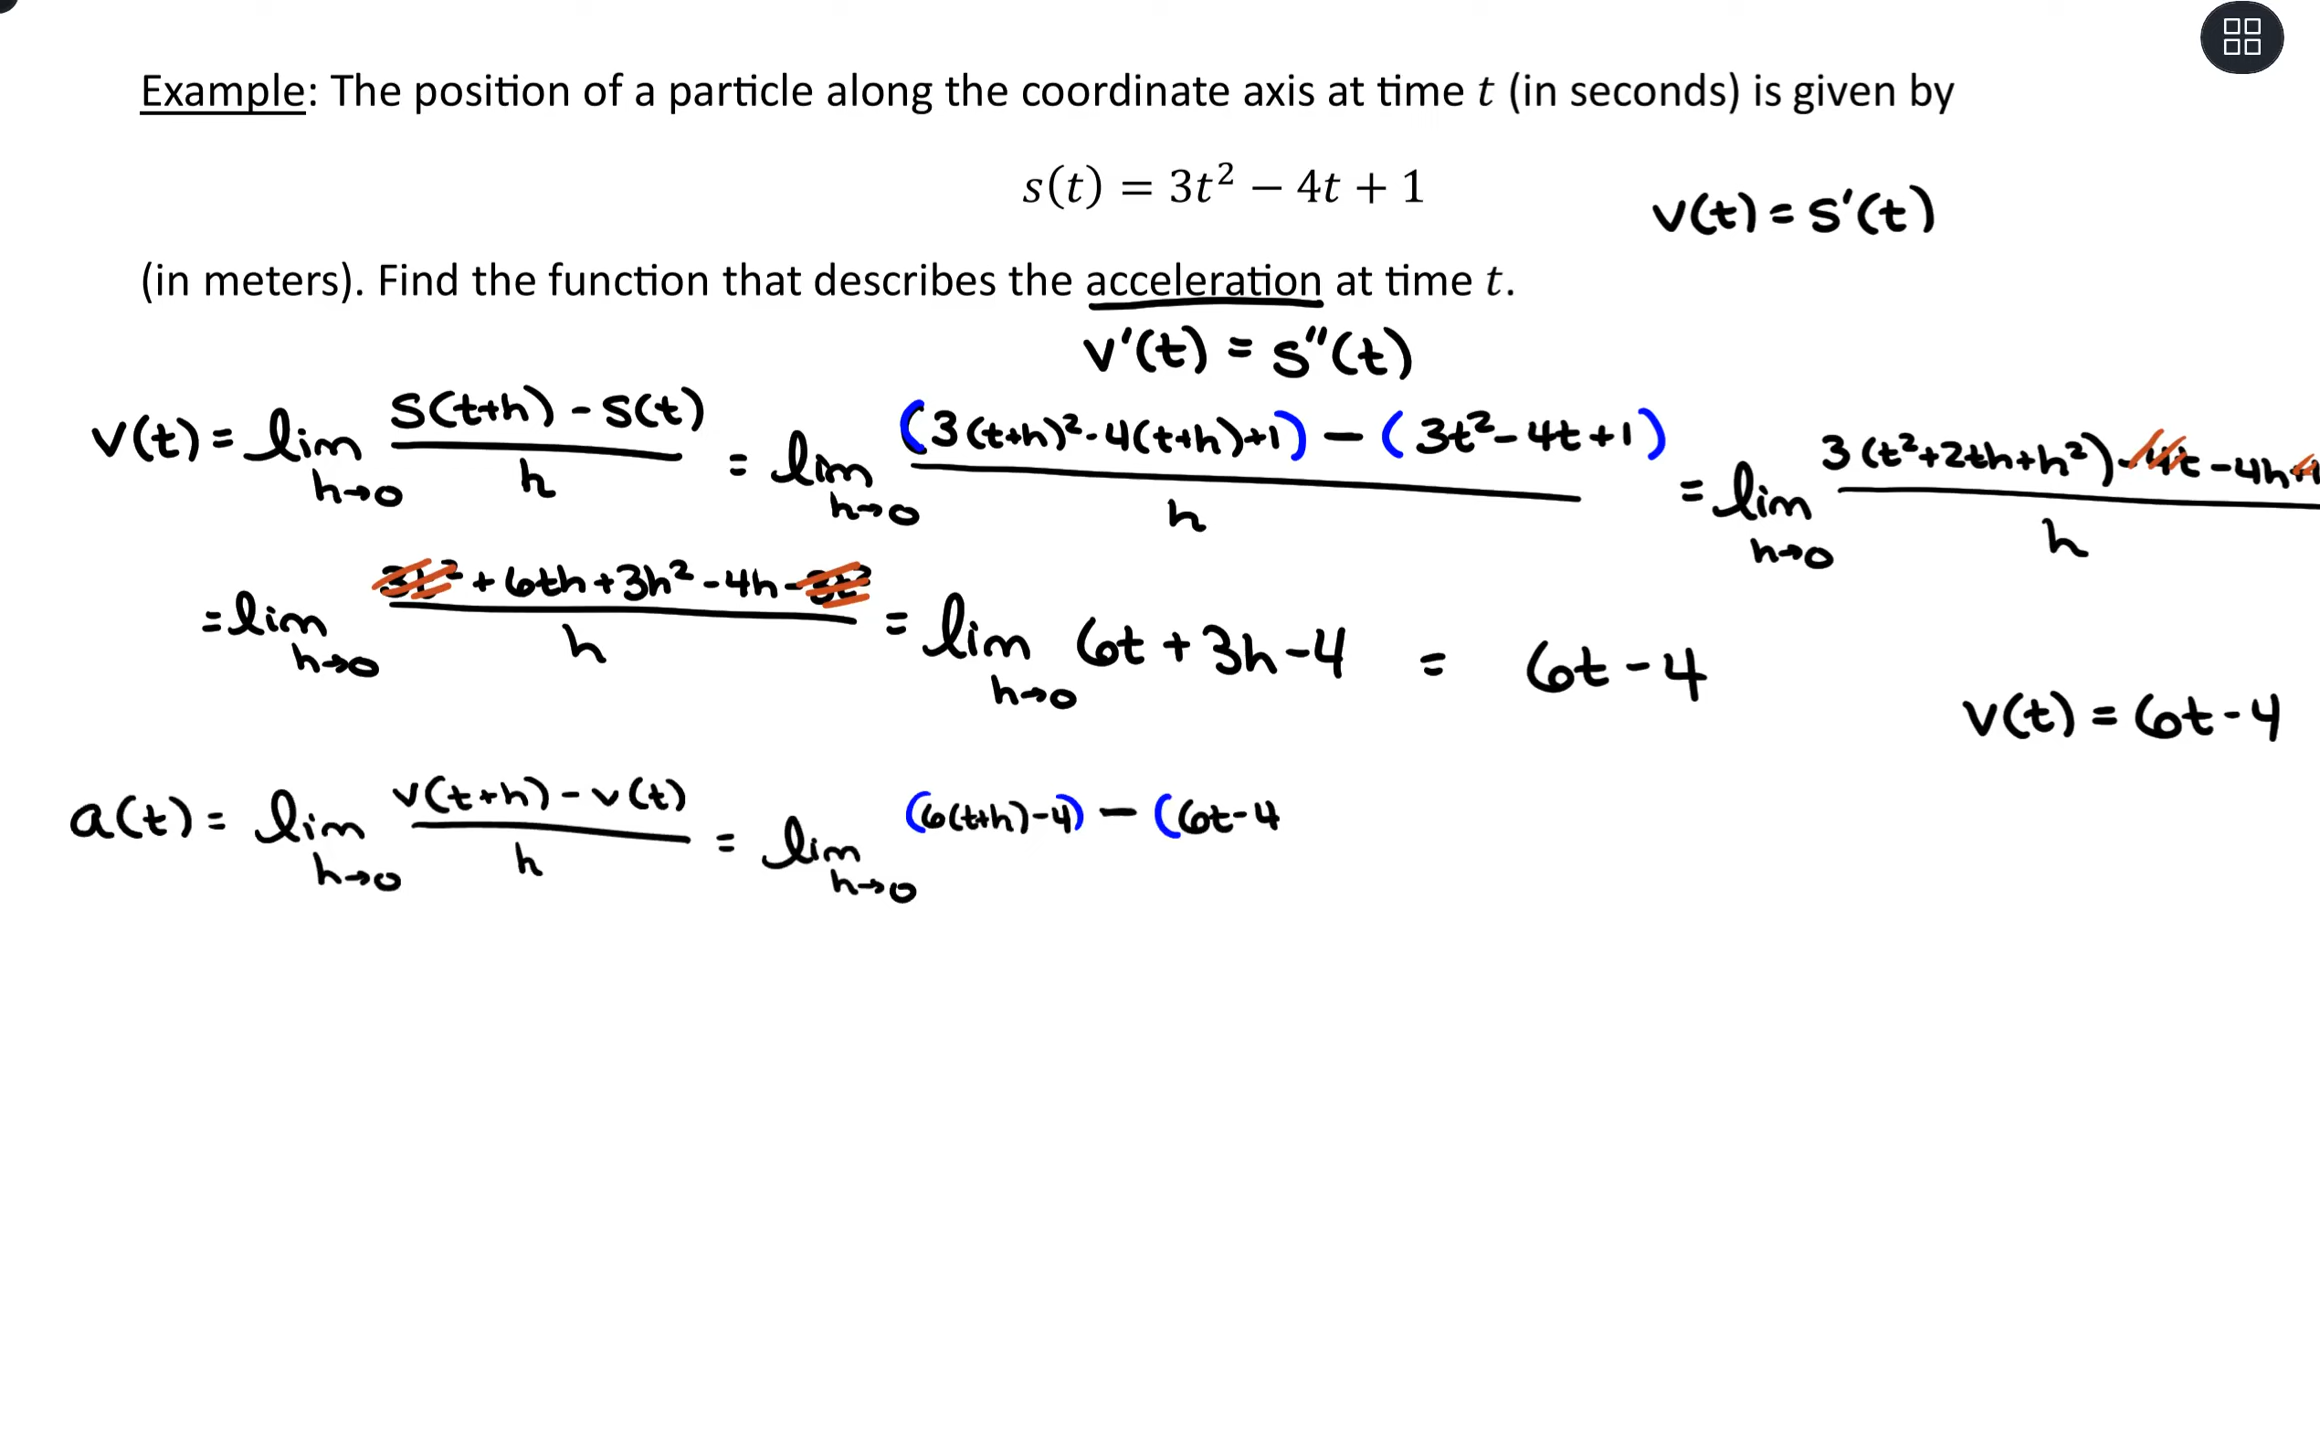 Example: The position of a particle along the coordinate axis at time t (in seconds) is given by
s(t) = 3t² − 4t + 1
v(t) = s'(t)
(in meters). Find the function that describes the acceleration at time t.
v'(t) = s''(t)
v(t) = lim h→0 (s(t+h) - s(t))/h = lim h→0 ((3(t+h)²-4(t+h)+1) - (3t²-4t+1))/h = lim h→0 (3(t²+2th+h²)-4t-4h+
= lim h→0 (3t²+6th+3h²-4h-3t²)/h = lim h→0 6t+3h-4 = 6t-4
v(t) = 6t-4
a(t) = lim h→0 (v(t+h) - v(t))/h = lim h→0 (6(t+h)-4) - (6t-4